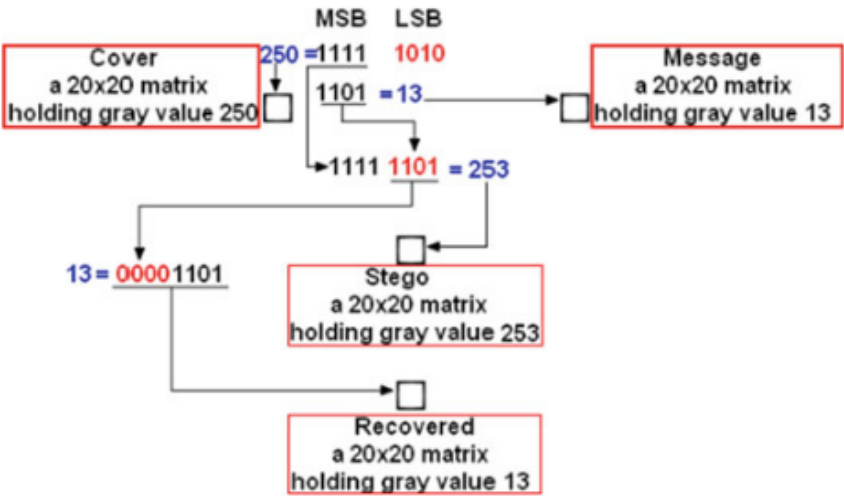 MSB LSB
Cover
a 20x20 matrix
holding gray value 250
250 = 1111 1010
Message
a 20x20 matrix
holding gray value 13
1101 = 13
1111 1101 = 253
13 = 0000 1101
Stego
a 20x20 matrix
holding gray value 253
Recovered
a 20x20 matrix
holding gray value 13